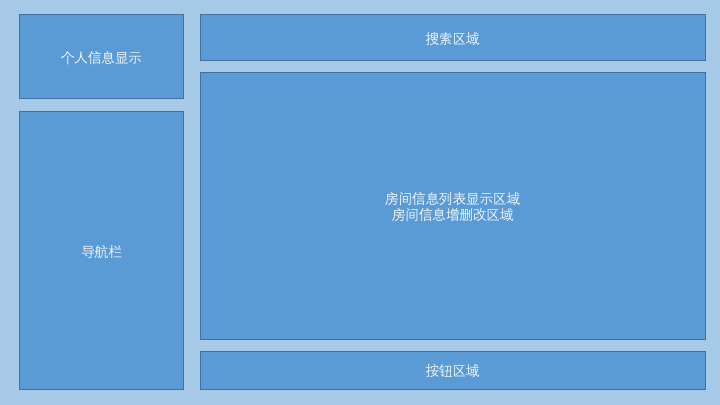 个人信息显示
搜索区域
房间信息列表显示区域
房间信息增删改区域
导航栏
按钮区域